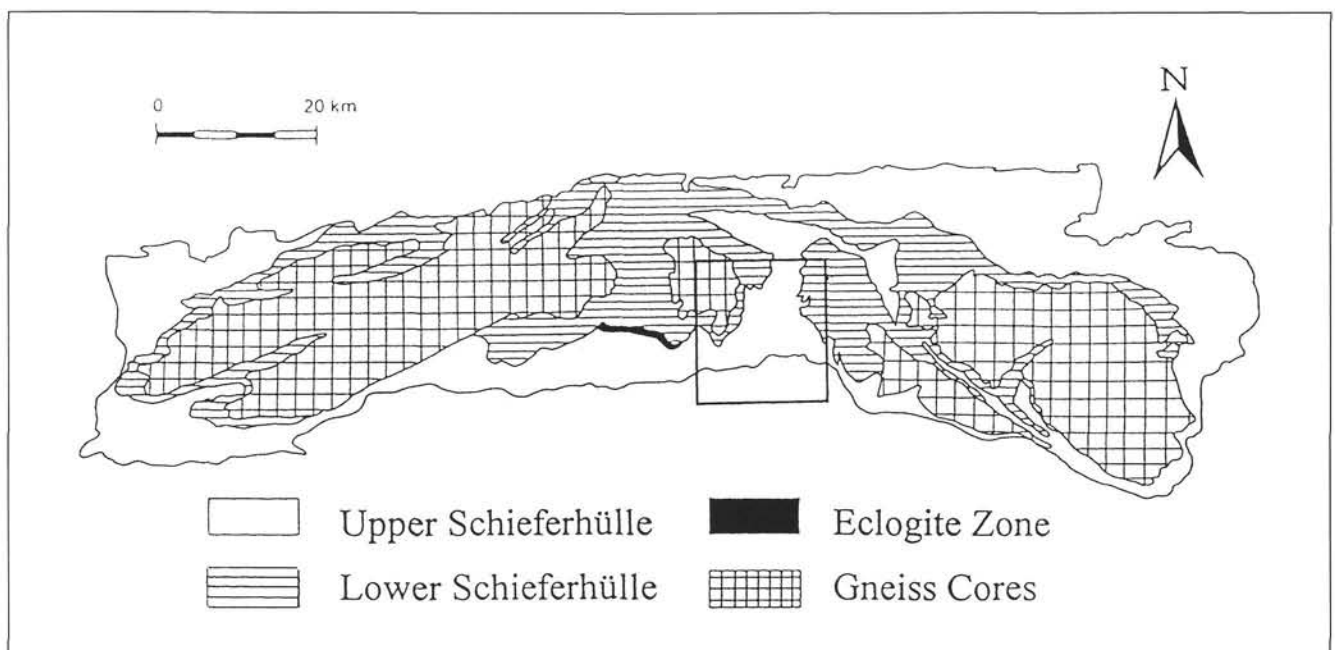 0 20 km
N
Upper Schieferhülle
Eclogite Zone
Lower Schieferhülle
Gneiss Cores